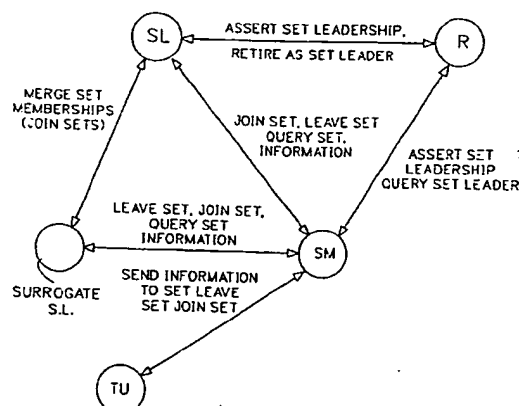 SL
ASSERT SET LEADERSHIP.
RETIRE AS SET LEADER
R
MERGE SET
MEMBERSHIPS
(JOIN SETS)
JOIN SET, LEAVE SET
QUERY SET,
INFORMATION
ASSERT SET
LEADERSHIP
QUERY SET LEADER
LEAVE SET, JOIN SET,
QUERY SET
INFORMATION
SM
SURROGATE
S.L.
SEND INFORMATION
TO SET LEAVE
SET JOIN SET
TU